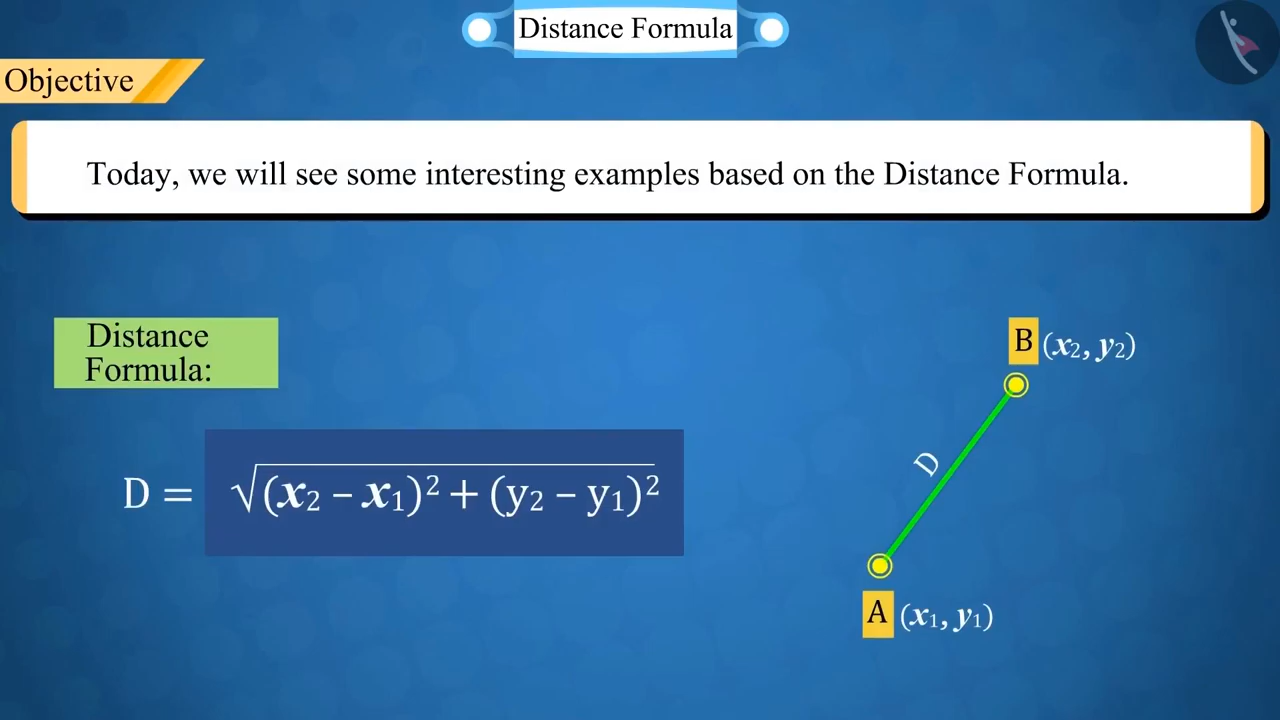 Distance Formula
Objective
Today, we will see some interesting examples based on the Distance Formula.
Distance
Formula:
B (x₂, y₂)
D = √(x₂ – x₁)² + (y₂ – y₁)²
D
A (x₁, y₁)